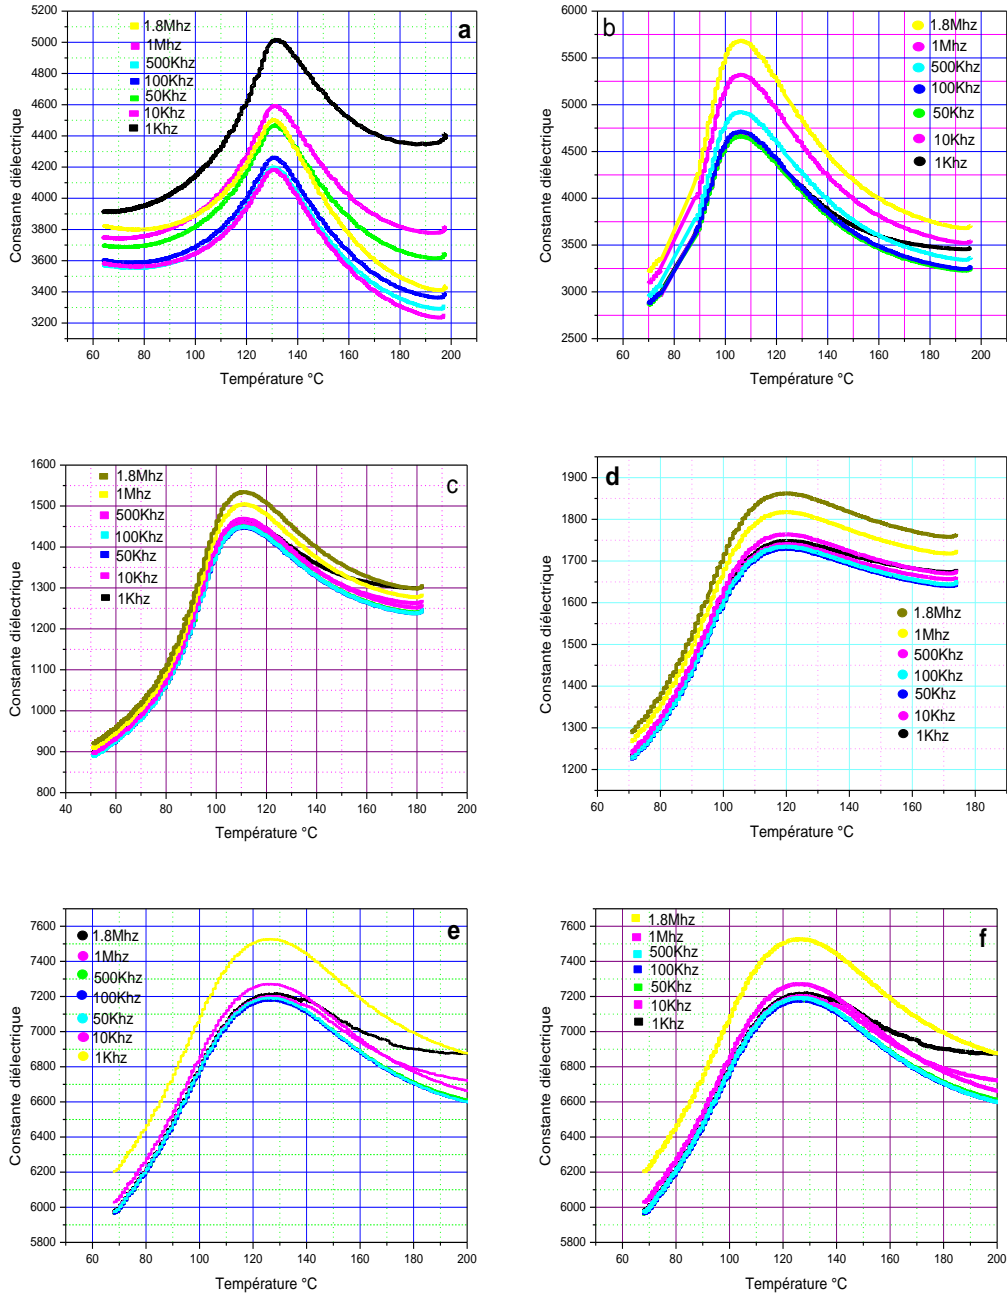 a
1.8Mhz
1Mhz
500Khz
100Khz
50Khz
10Khz
1Khz
Constante diélectrique
5200
5000
4800
4600
4400
4200
4000
3800
3600
3400
3200
60 80 100 120 140 160 180 200
Température °C
b
1.8Mhz
1Mhz
500Khz
100Khz
50Khz
10Khz
1Khz
Constante diélectrique
6000
5500
5000
4500
4000
3500
3000
2500
60 80 100 120 140 160 180
Température °C
c
1.8Mhz
1Mhz
500Khz
100Khz
50Khz
10Khz
1Khz
Constante diélectrique
1600
1500
1400
1300
1200
1100
1000
900
800
40 60 80 100 120 140 160 180 200
Température °C
d
1.8Mhz
1Mhz
500Khz
100Khz
50Khz
10Khz
1Khz
Constante diélectrique
1900
1800
1700
1600
1500
1400
1300
1200
60 80 100 120 140 160 180
Température °C
e
1.8Mhz
1Mhz
500Khz
100Khz
50Khz
10Khz
1Khz
Constante diélectrique
7600
7400
7200
7000
6800
6600
6400
6200
6000
5800
60 80 100 120 140 160 180 200
Température °C
f
1.8Mhz
1Mhz
500Khz
100Khz
50Khz
10Khz
1Khz
Constante diélectrique
7600
7400
7200
7000
6800
6600
6400
6200
6000
5800
60 80 100 120 140 160 180 200
Température °C